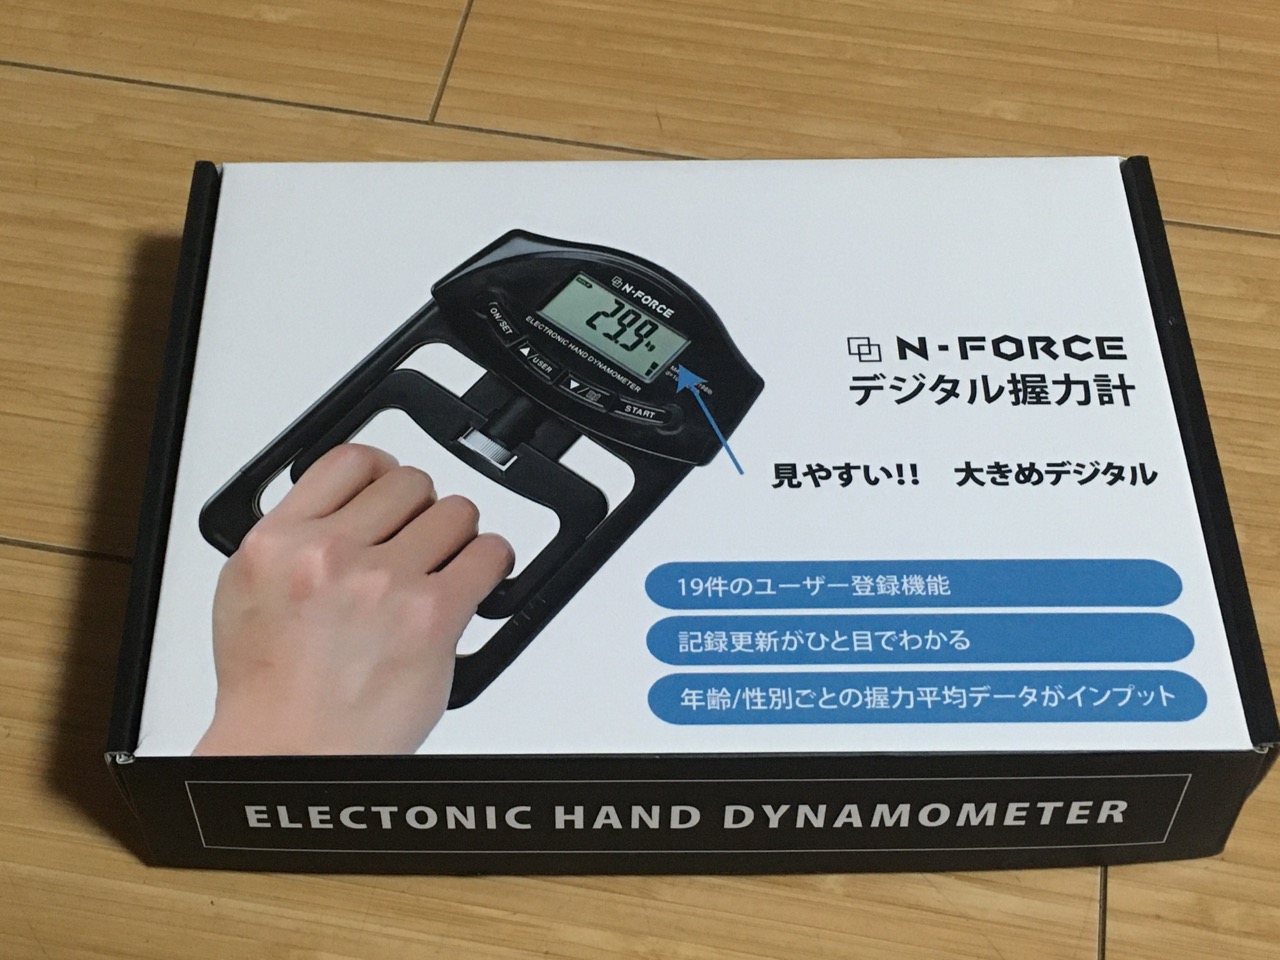 N-FORCE
29.9
ELECTRONIC HAND DYNAMOMETER
ON/SET
▲/USER
START
N-FORCE
デジタル握力計
見やすい!! 大きめデジタル
19件のユーザー登録機能
記録更新がひと目でわかる
年齢/性別ごとの握力平均データがインプット
ELECTONIC HAND DYNAMOMETER